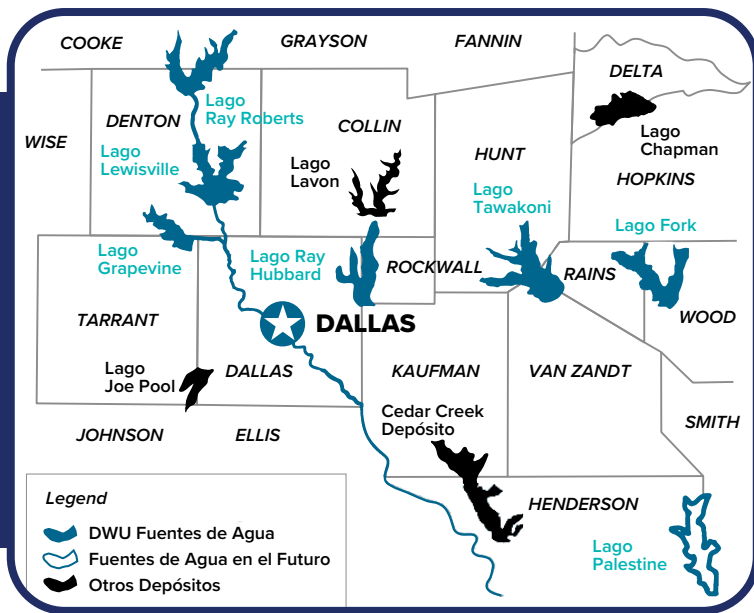 COOKE
GRAYSON
FANNIN
DELTA
Lago
Ray Roberts
DENTON
WISE
COLLIN
Lago
Chapman
Lago
Lewisville
Lago
Lavon
HUNT
HOPKINS
Lago
Tawakoni
Lago Fork
Lago
Grapevine
Lago Ray
Hubbard
ROCKWALL
RAINS
WOOD
TARRANT
DALLAS
Lago
Joe Pool
DALLAS
KAUFMAN
VAN ZANDT
Cedar Creek
Depósito
SMITH
JOHNSON
ELLIS
HENDERSON
Lago
Palestine
Legend
DWU Fuentes de Agua
Fuentes de Agua en el Futuro
Otros Depósitos